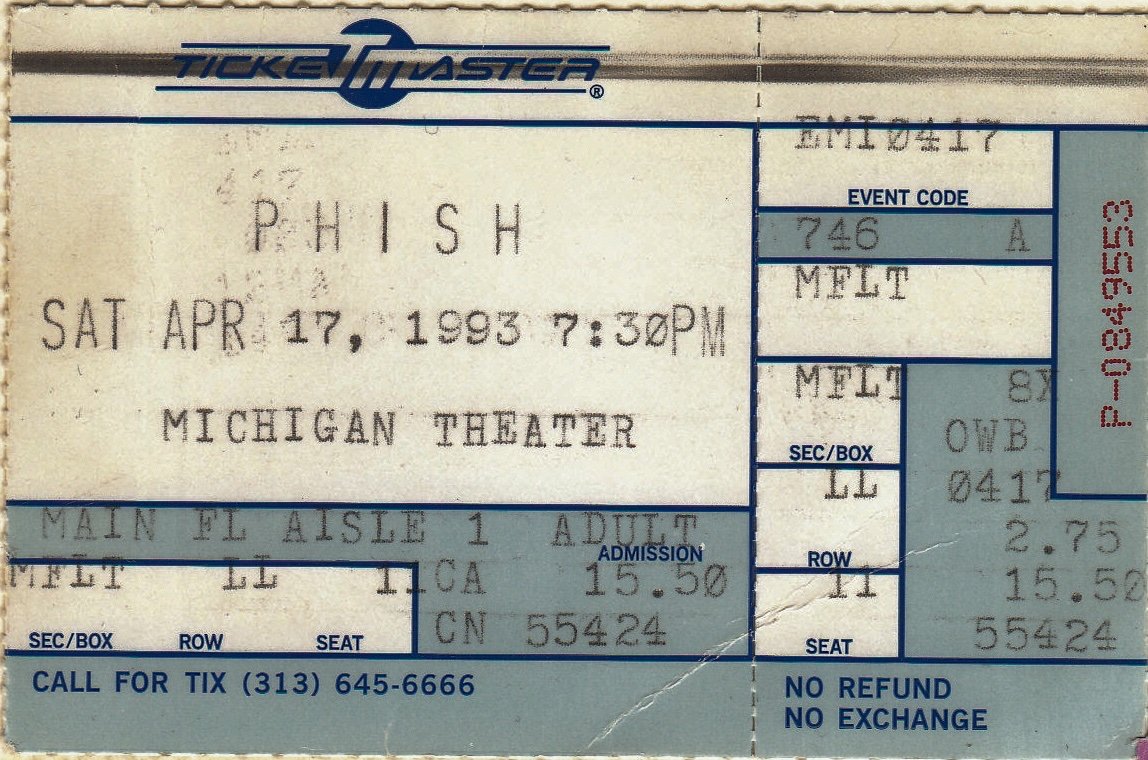 TICKETMASTER®
PHISH
SAT APR 17, 1993 7:30PM
MICHIGAN THEATER
MAIN FL AISLE 1 ADULT
ADMISSION
MFLT LL 11 CA 15.50
CN 55424
SEC/BOX ROW SEAT
CALL FOR TIX (313) 645-6666
EMI0417
EVENT CODE
746 A
MFLT
MFLT 8X
SEC/BOX OWB
LL 0417
ROW 2.75
11 15.50
SEAT 55424
NO REFUND
NO EXCHANGE
P-0849553